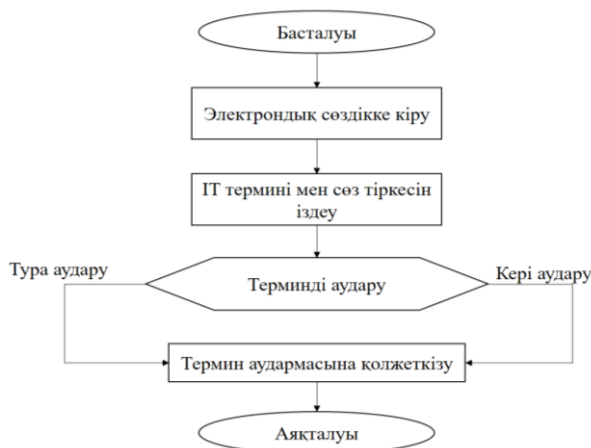 Басталуы
Электрондық сөздікке кіру
IT термині мен сөз тіркесін
іздеу
Тура аудару
Терминді аудару
Кері аудару
Термин аудармасына қолжеткізу
Аяқталуы